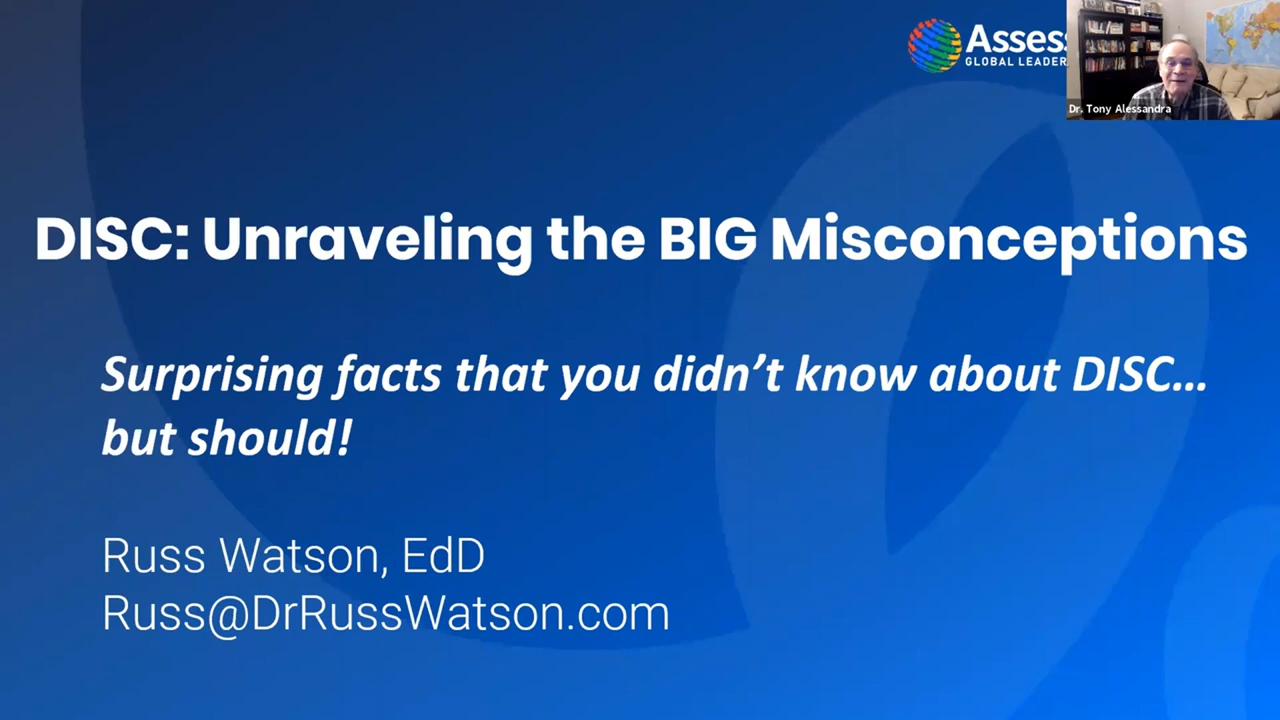 GLOBAL LEADER
Dr. Tony Alessandra
DISC: Unraveling the BIG Misconceptions
Surprising facts that you didn’t know about DISC...
but should!
Russ Watson, EdD
Russ@DrRussWatson.com